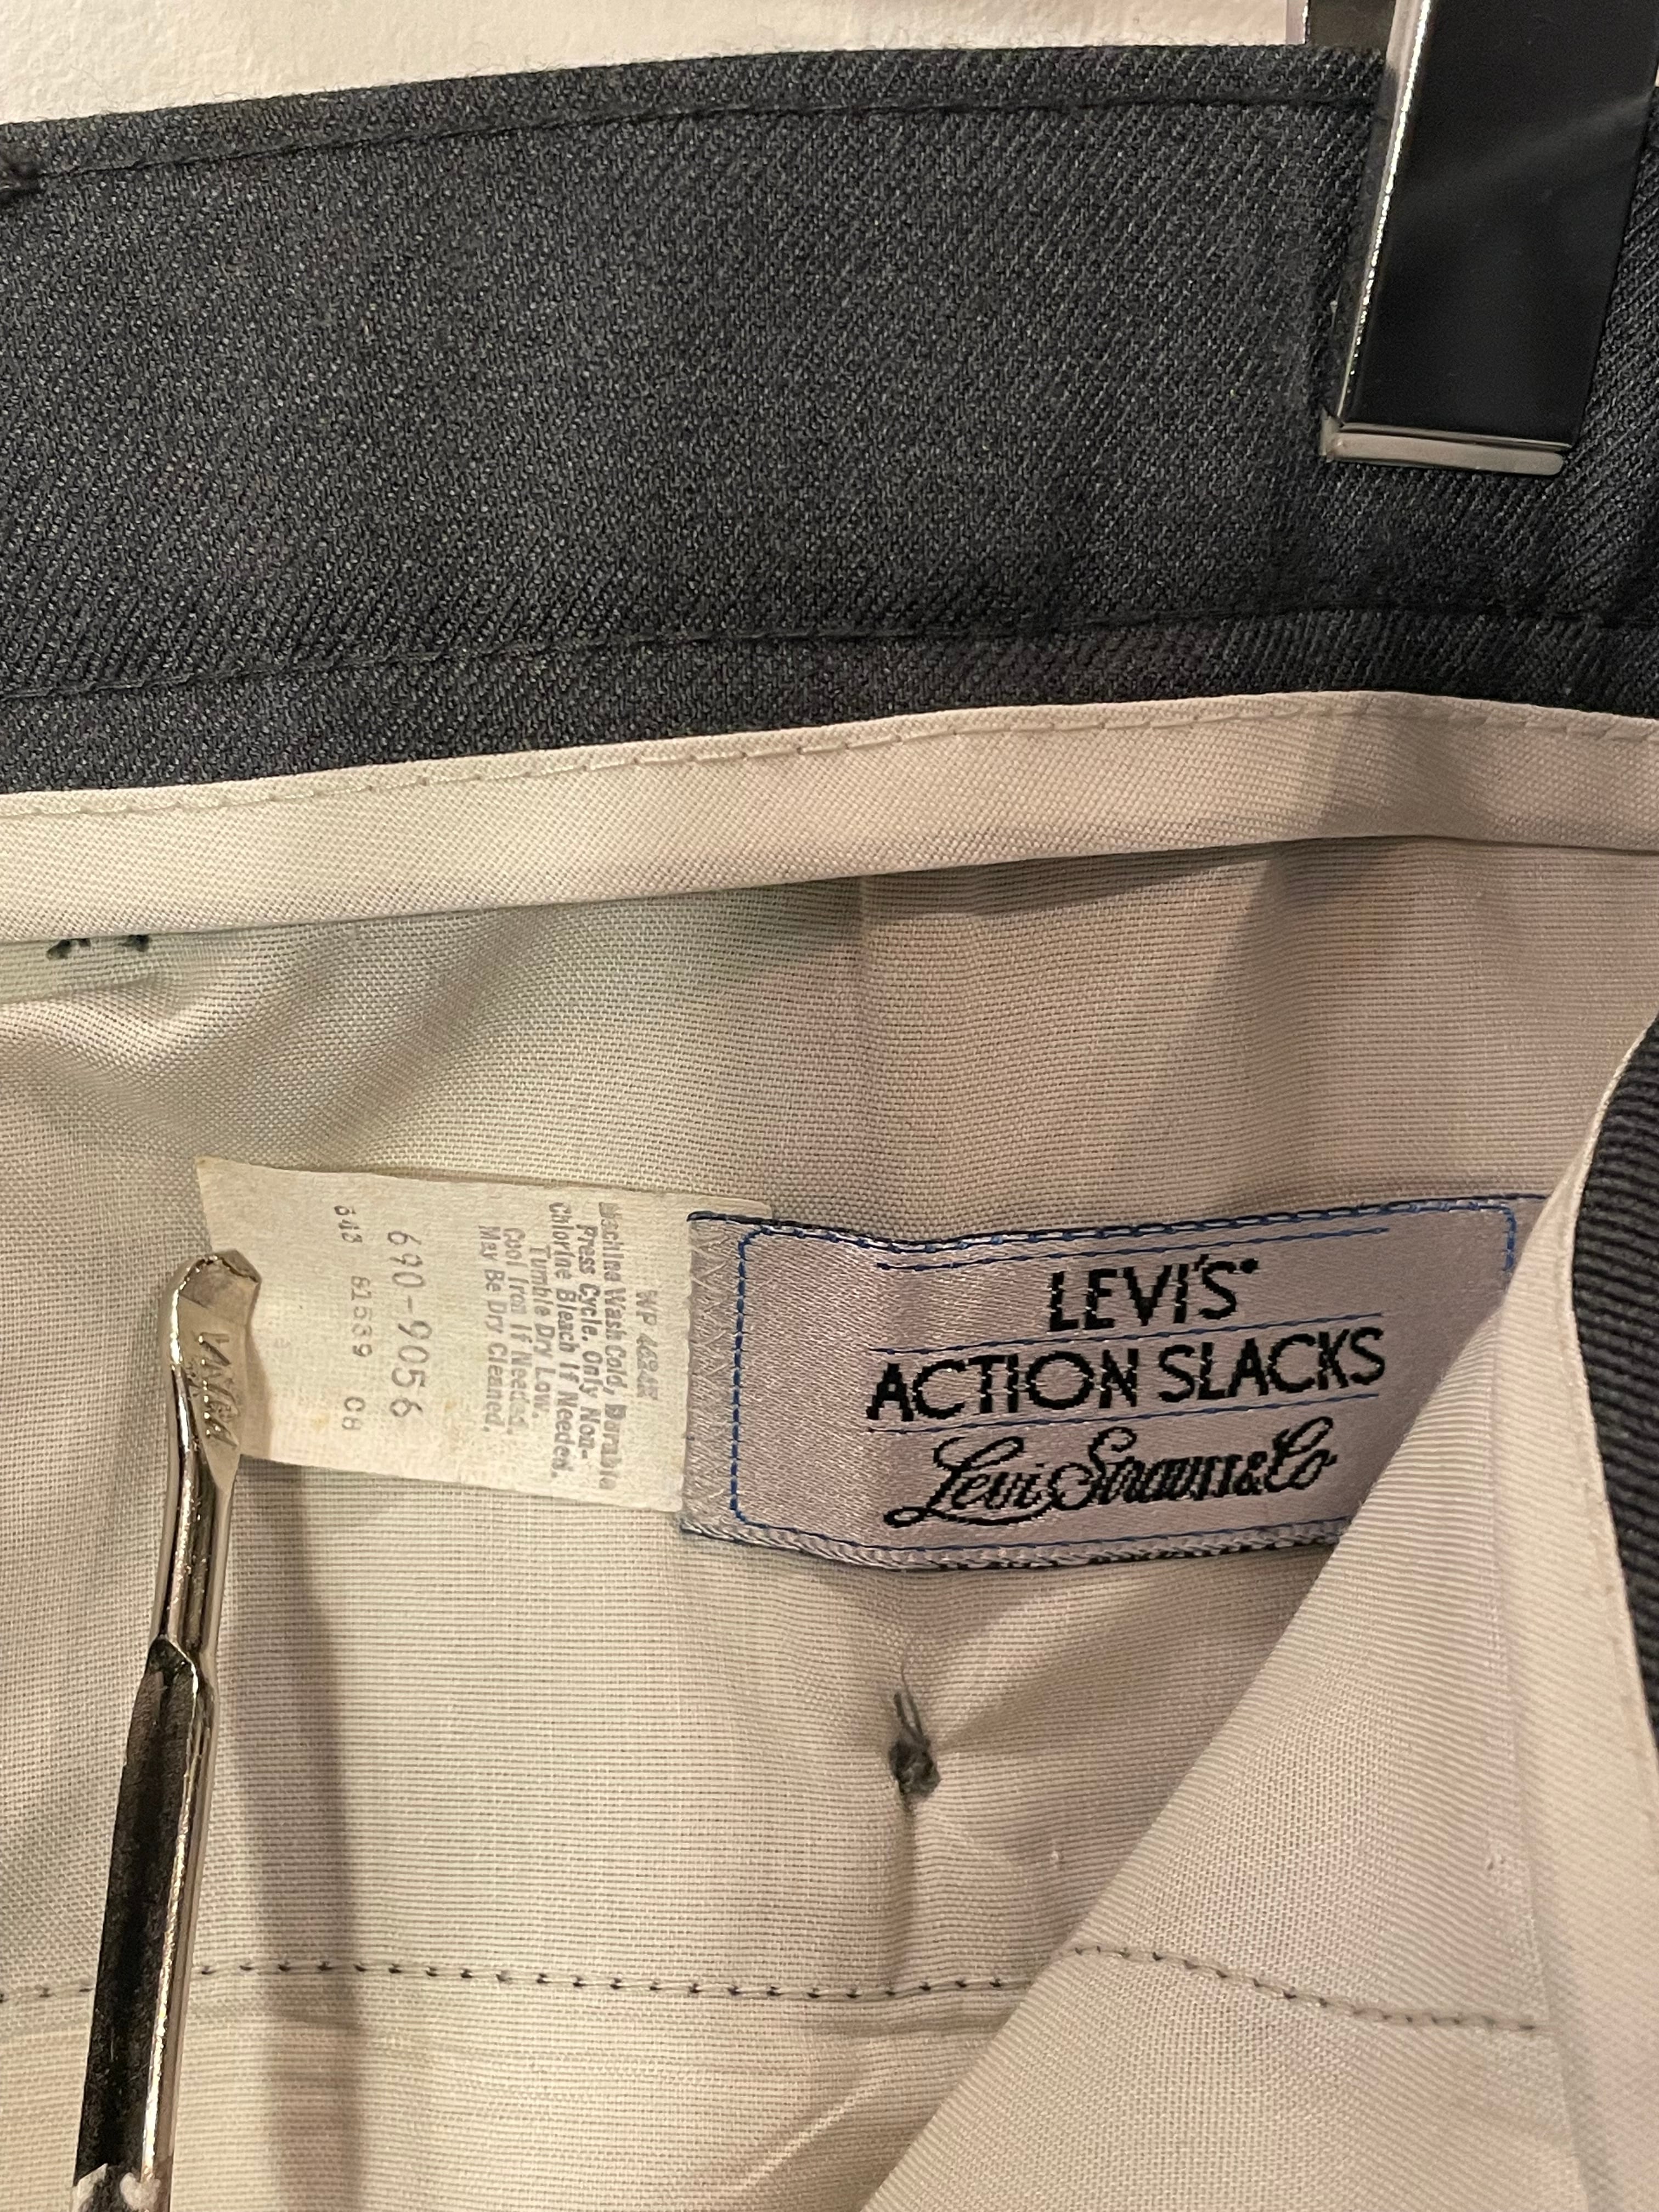 LEVI'S®
ACTION SLACKS
Levi Strauss & Co
Machine Wash Cold, Durable
Press Cycle. Only Non-
Chlorine Bleach If Needed.
Tumble Dry Low.
Cool Iron If Needed.
May Be Dry Cleaned.
690-9056